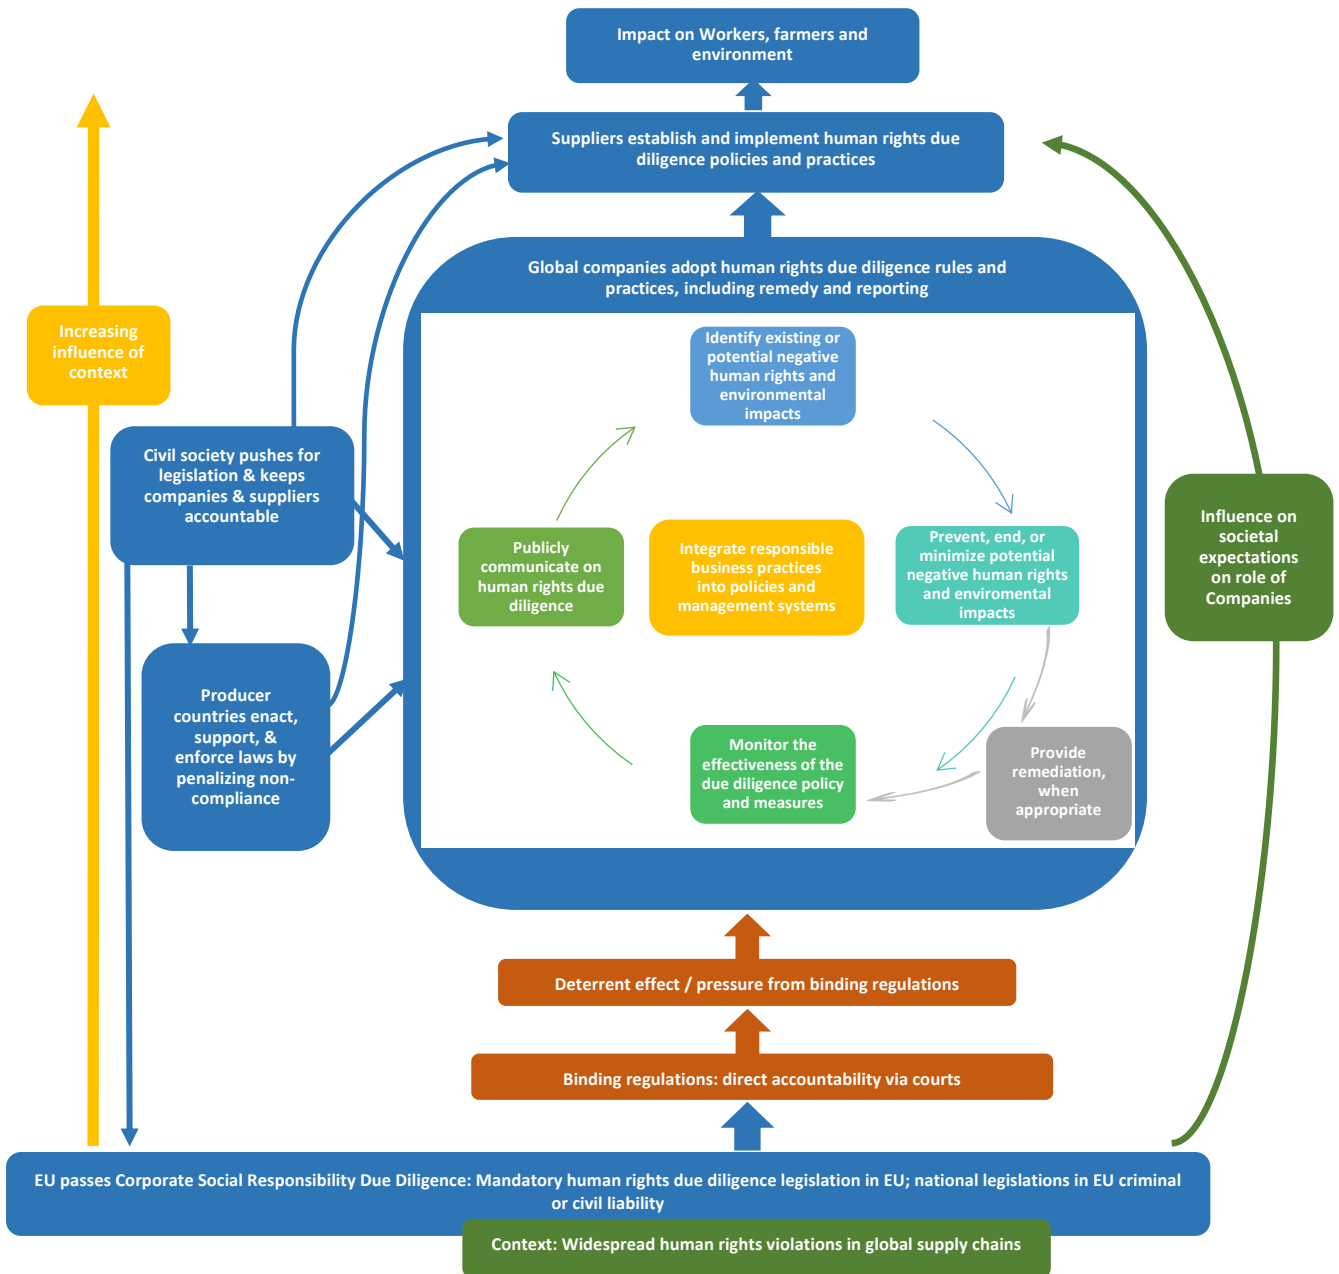 Impact on Workers, farmers and
environment
Suppliers establish and implement human rights due
diligence policies and practices
Global companies adopt human rights due diligence rules and
practices, including remedy and reporting
Increasing
influence of
context
Identify existing or
potential negative
human rights and
environmental
impacts
Civil society pushes for
legislation & keeps
companies & suppliers
accountable
Publicly
communicate on
human rights due
diligence
Integrate responsible
business practices
into policies and
management systems
Prevent, end, or
minimize potential
negative human rights
and enviromental
impacts
Influence on
societal
expectations
on role of
Companies
Producer
countries enact,
support, &
enforce laws by
penalizing non-
compliance
Monitor the
effectiveness of the
due diligence policy
and measures
Provide
remediation,
when
appropriate
Deterrent effect / pressure from binding regulations
Binding regulations: direct accountability via courts
EU passes Corporate Social Responsibility Due Diligence: Mandatory human rights due diligence legislation in EU; national legislations in EU criminal
or civil liability
Context: Widespread human rights violations in global supply chains